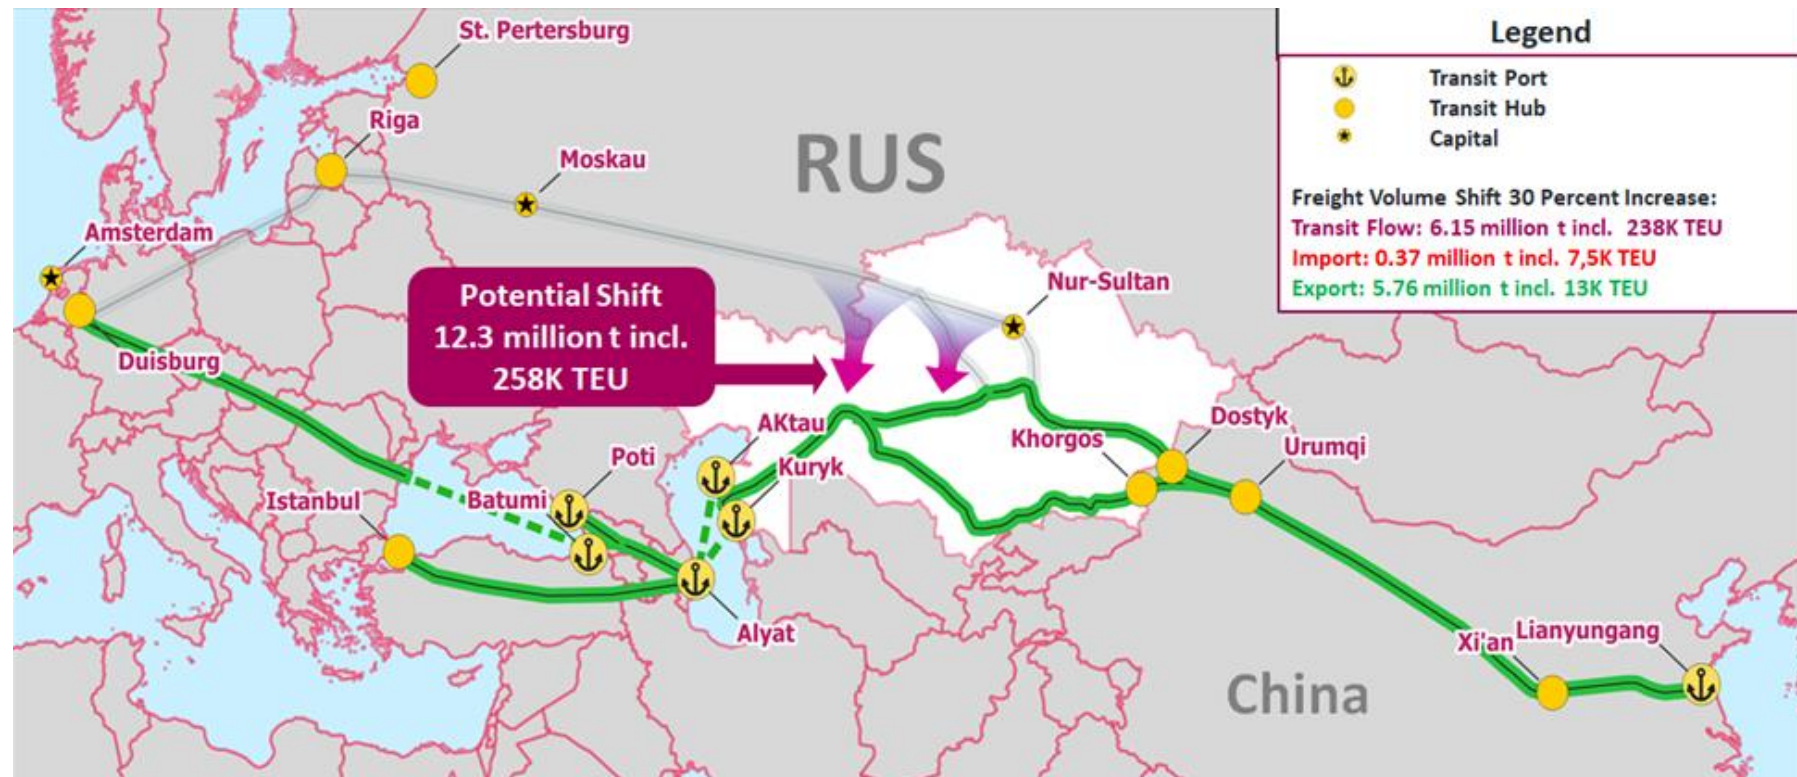 St. Pertersburg
Riga
Moskau
RUS
Amsterdam
Duisburg
Potential Shift
12.3 million t incl.
258K TEU
Nur-Sultan
AKtau
Kuryk
Poti
Batumi
Istanbul
Alyat
Khorgos
Dostyk
Urumqi
Xi'an
Lianyungang
China
Legend
Transit Port
Transit Hub
Capital
Freight Volume Shift 30 Percent Increase:
Transit Flow: 6.15 million t incl. 238K TEU
Import: 0.37 million t incl. 7,5K TEU
Export: 5.76 million t incl. 13K TEU